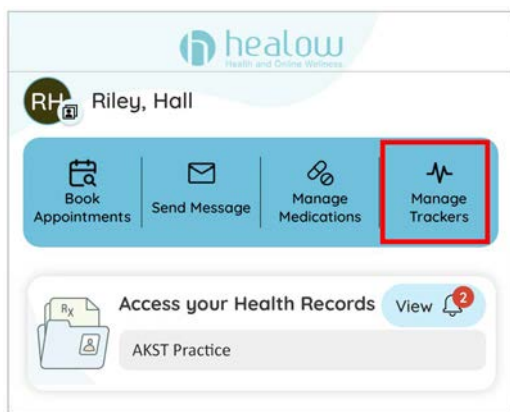 healow
Health and Online Wellness
RH
Riley, Hall
Book
Appointments
Send Message
Manage
Medications
Manage
Trackers
Rx
Access your Health Records
View
2
AKST Practice